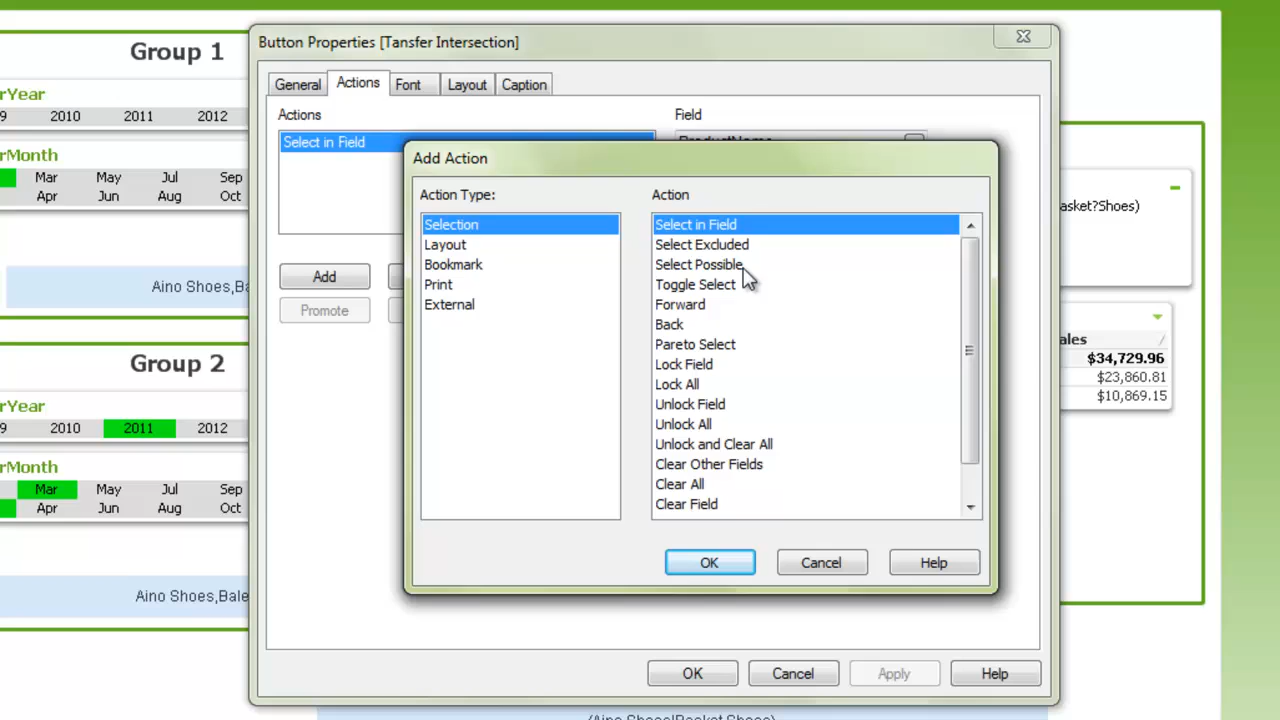 Group 1
rYear
9 2010 2011 2012
rMonth
Mar May Jul Sep
Apr Jun Aug Oct
Aino Shoes,Ba
Group 2
rYear
9 2010 2011 2012
rMonth
Mar May Jul Sep
Apr Jun Aug Oct
Aino Shoes,Bale
Button Properties [Tansfer Intersection]
General Actions Font Layout Caption
Actions
Field
Select in Field
ProductName
Add
Promote
Add Action
Action Type:
Selection
Layout
Bookmark
Print
External
Action
Select in Field
Select Excluded
Select Possible
Toggle Select
Forward
Back
Pareto Select
Lock Field
Lock All
Unlock Field
Unlock All
Unlock and Clear All
Clear Other Fields
Clear All
Clear Field
OK Cancel Help
OK Cancel Apply Help
asket?Shoes)
ales
$34,729.96
$23,860.81
$10,869.15
(Aino Shoes|Basket Shoes)